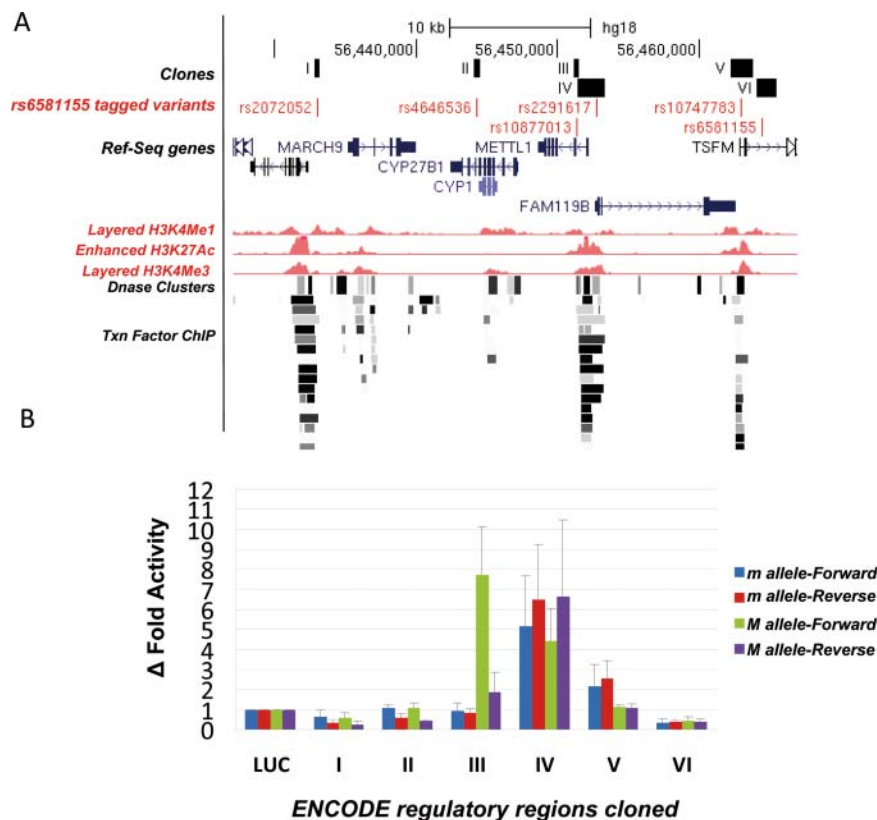 A
10 kb
hg18
56,440,000
56,450,000
56,460,000
Clones
I
II
III
IV
V
VI
rs6581155 tagged variants
rs2072052
rs4646536
rs2291617
rs10747783
rs10877013
rs6581155
Ref-Seq genes
MARCH9
METTL1
TSFM
CYP27B1
CYP1
FAM119B
Layered H3K4Me1
Enhanced H3K27Ac
Layered H3K4Me3
Dnase Clusters
Txn Factor ChIP
B
Δ Fold Activity
12
11
10
9
8
7
6
5
4
3
2
1
0
LUC I II III IV V VI
ENCODE regulatory regions cloned
m allele-Forward
m allele-Reverse
M allele-Forward
M allele-Reverse